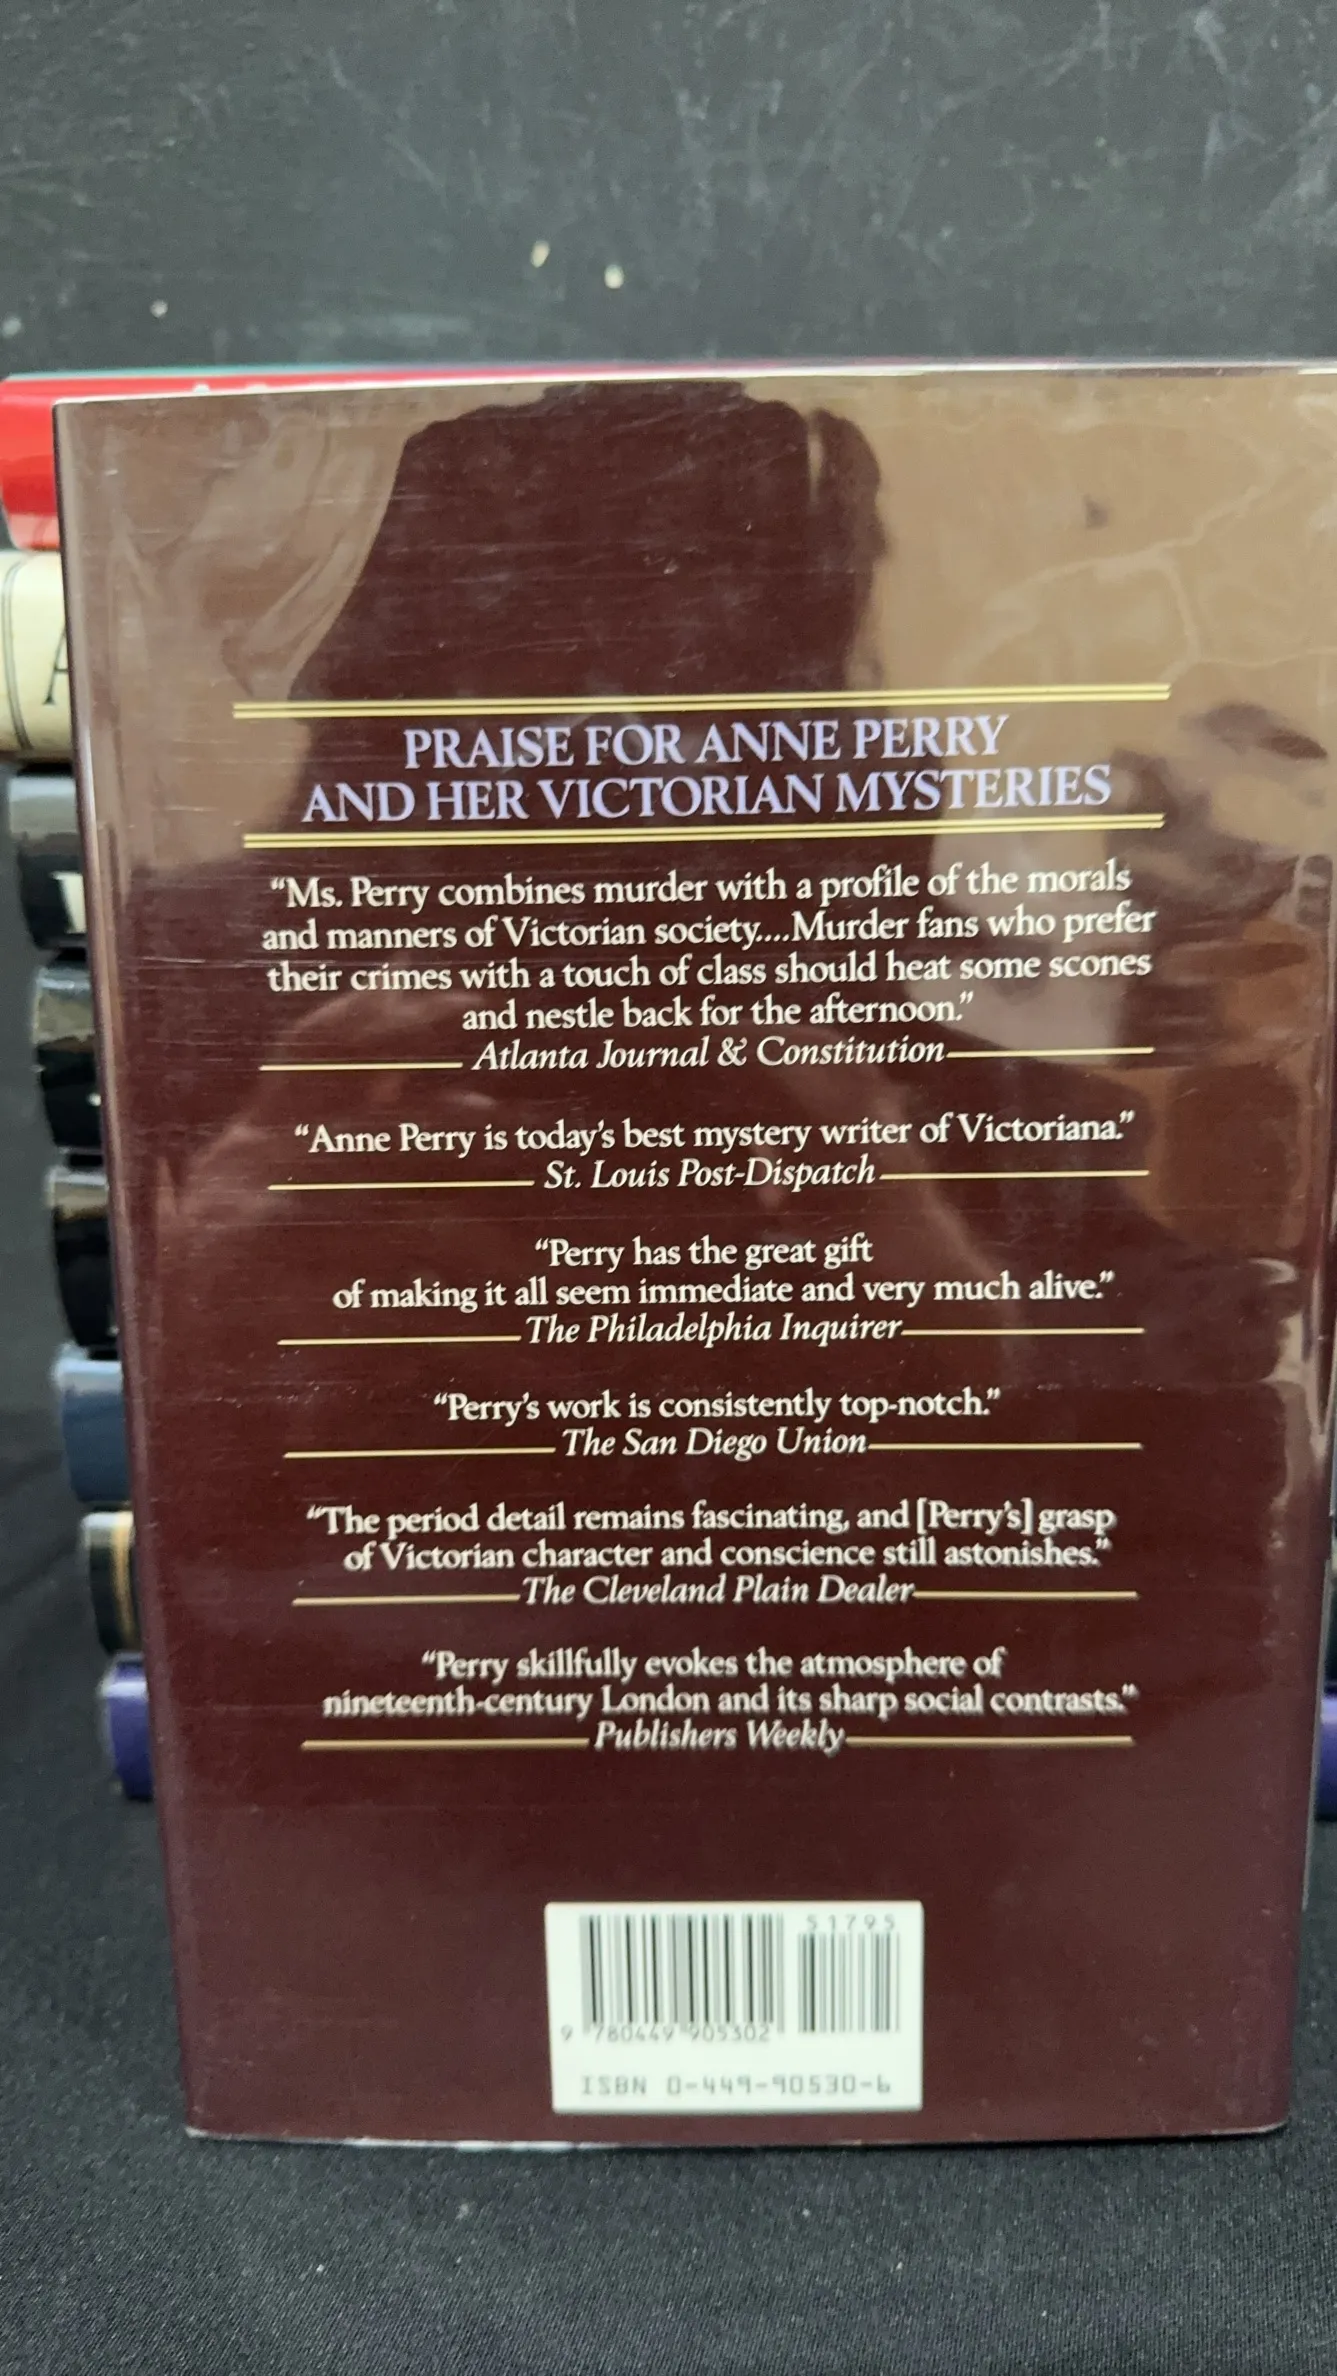 PRAISE FOR ANNE PERRY
AND HER VICTORIAN MYSTERIES
“Ms. Perry combines murder with a profile of the morals
and manners of Victorian society....Murder fans who prefer
their crimes with a touch of class should heat some scones
and nestle back for the afternoon.”
Atlanta Journal & Constitution
“Anne Perry is today's best mystery writer of Victoriana.”
St. Louis Post-Dispatch
“Perry has the great gift
of making it all seem immediate and very much alive.”
The Philadelphia Inquirer
“Perry's work is consistently top-notch.”
The San Diego Union
“The period detail remains fascinating, and [Perry's] grasp
of Victorian character and conscience still astonishes.”
The Cleveland Plain Dealer
“Perry skillfully evokes the atmosphere of
nineteenth-century London and its sharp social contrasts.”
Publishers Weekly
51795
9 780449 905302
ISBN 0-449-90530-6